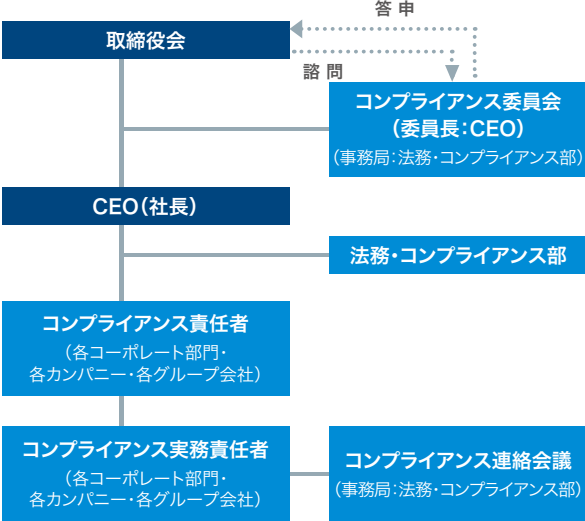 答申
取締役会
諮問
コンプライアンス委員会
（委員長：CEO）
（事務局：法務・コンプライアンス部）
CEO（社長）
法務・コンプライアンス部
コンプライアンス責任者
（各コーポレート部門・
各カンパニー・各グループ会社）
コンプライアンス実務責任者
（各コーポレート部門・
各カンパニー・各グループ会社）
コンプライアンス連絡会議
（事務局：法務・コンプライアンス部）